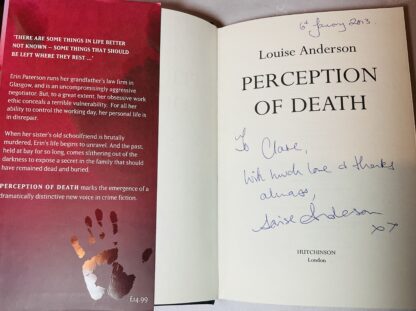 'THERE ARE SOME THINGS IN LIFE BETTER
NOT KNOWN – SOME THINGS THAT SHOULD
BE LEFT WHERE THEY REST ...'
Erin Paterson runs her grandfather's law firm in
Glasgow, and is an uncompromisingly aggressive
negotiator. But, to a great extent, her obsessive work
ethic conceals a terrible vulnerability. For all her
ability to control the working day, her personal life is
in disrepair.
When her sister's old schoolfriend is brutally
murdered, Erin's life begins to unravel. And the past,
held at bay for so long, comes slithering out of the
darkness to expose a secret in the family that should
have remained dead and buried.
PERCEPTION OF DEATH marks the emergence of a
dramatically distinctive new voice in crime fiction.
£14.99
6th January 2013.
Louise Anderson
PERCEPTION
OF DEATH
To Clare,
With much love & thanks
always,
Louise Anderson
xx
HUTCHINSON
London